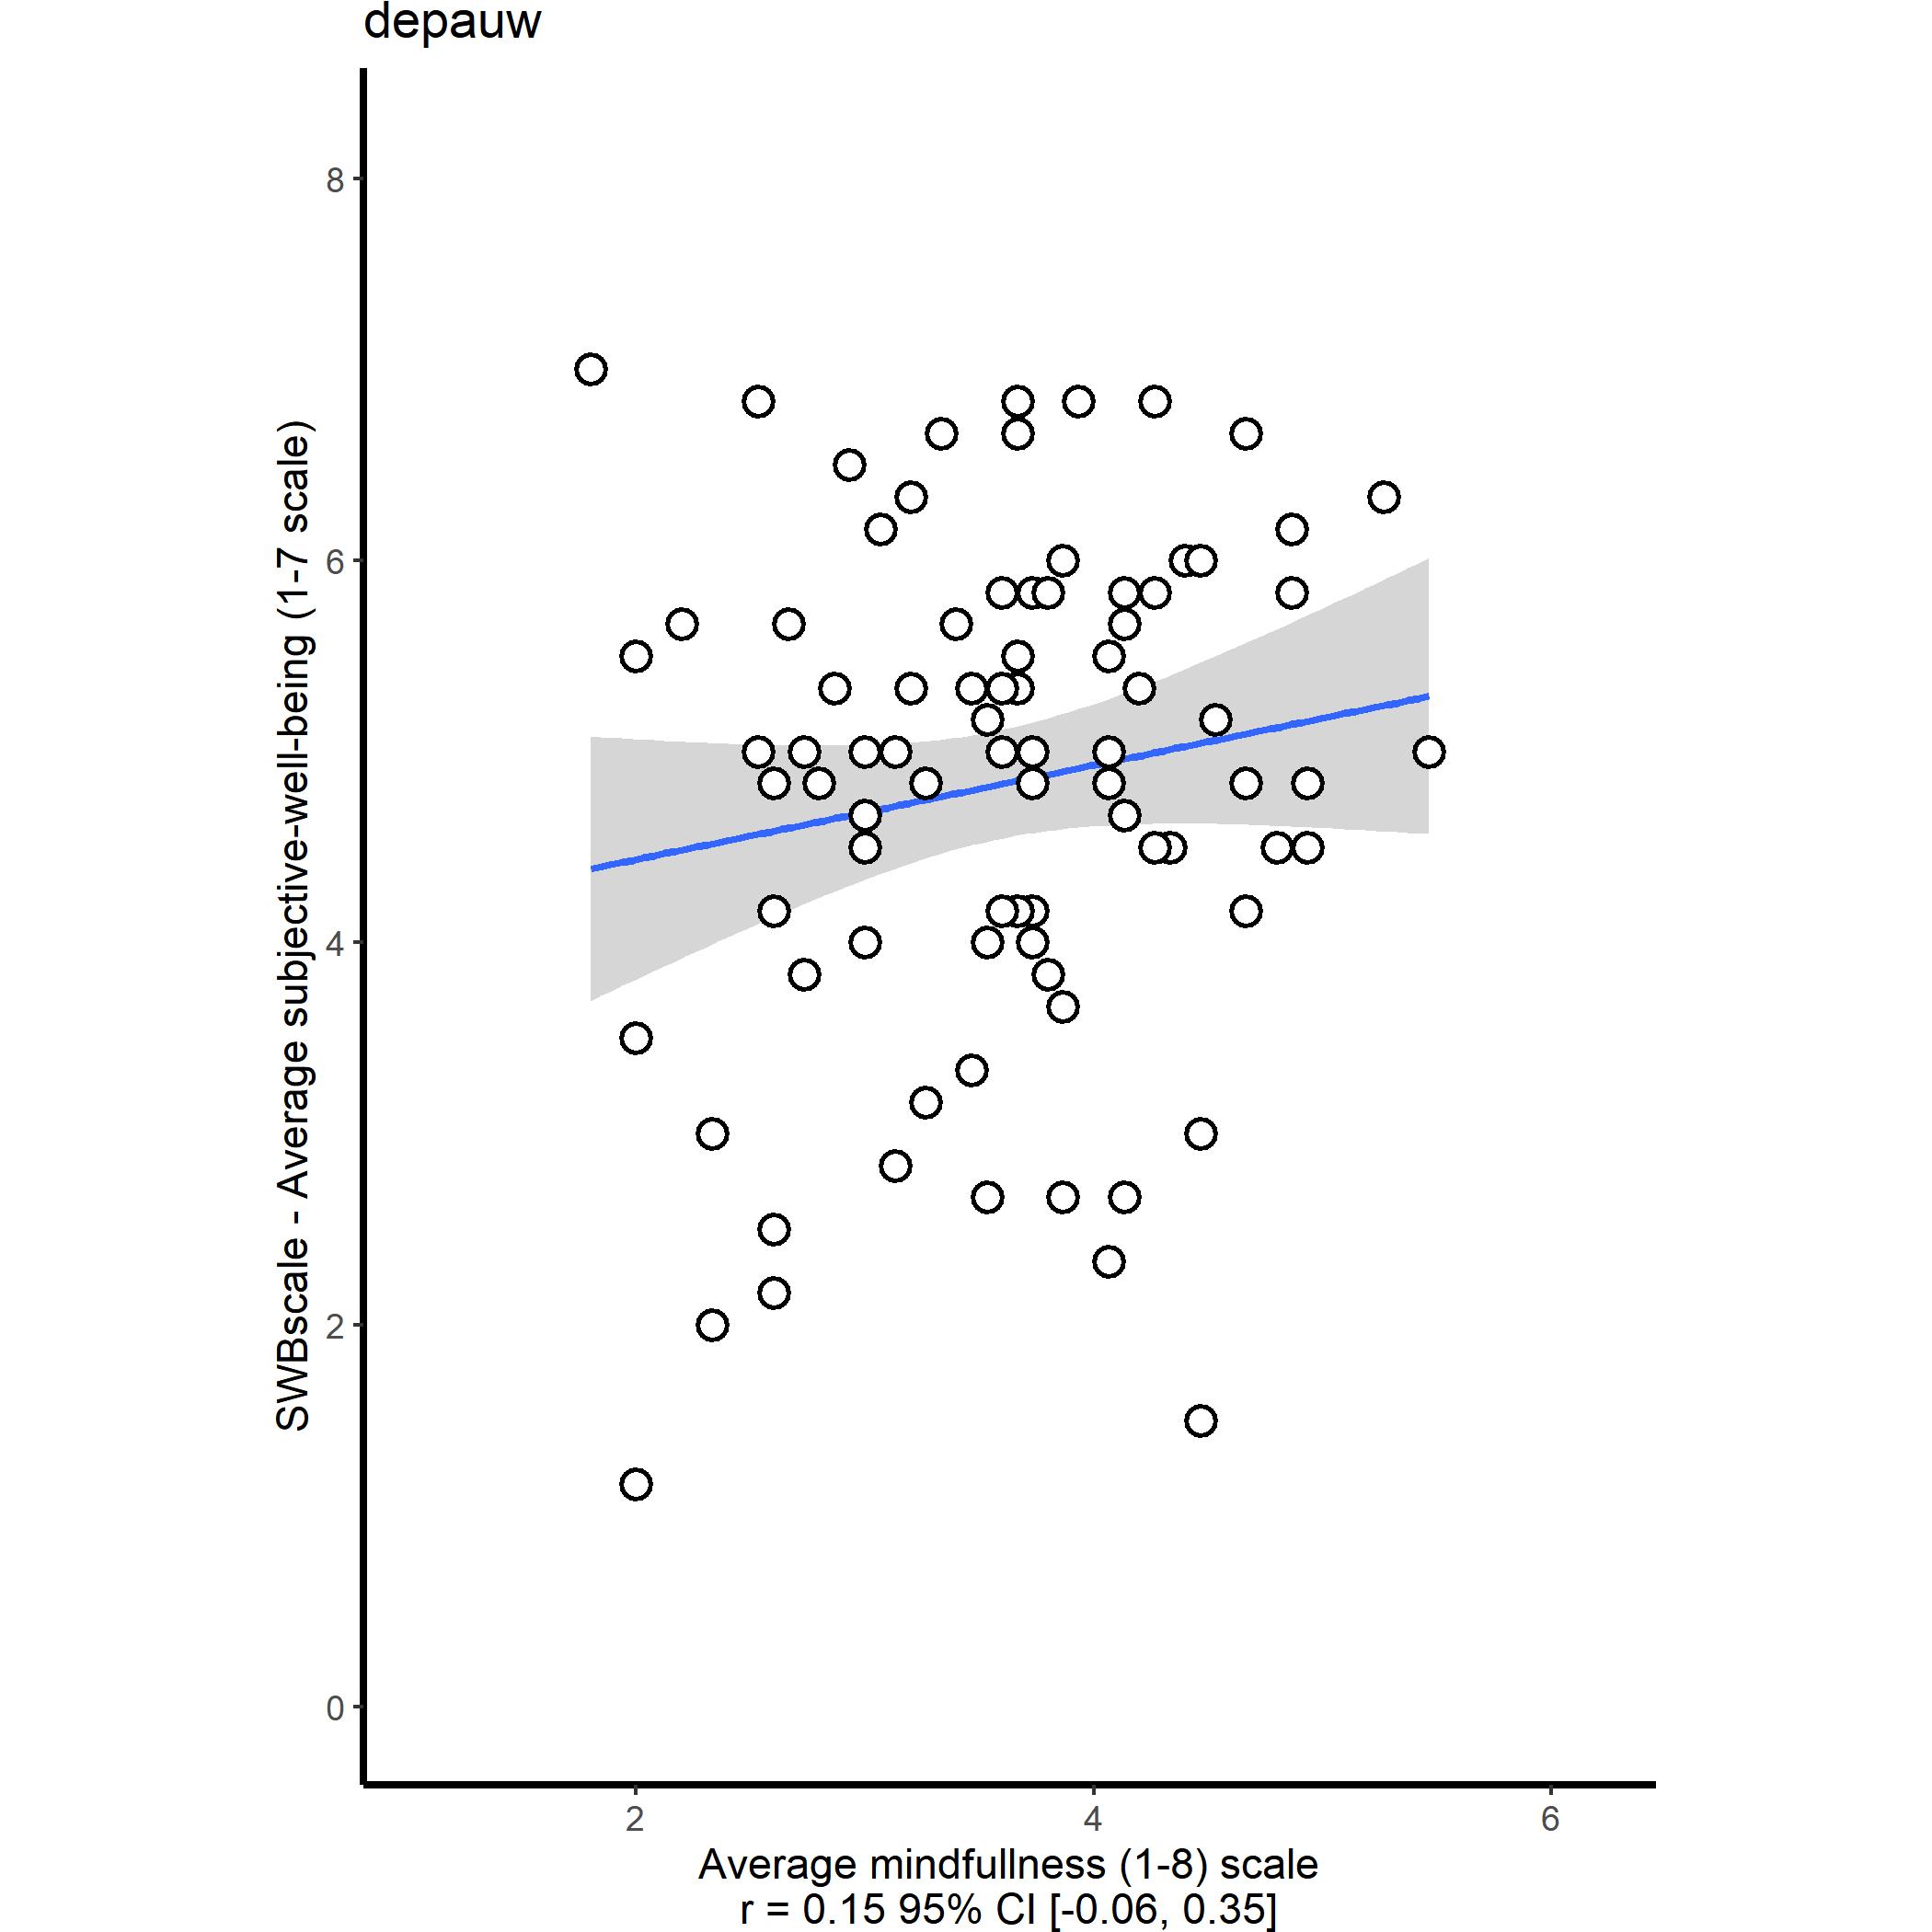 depauw
SWBscale - Average subjective-well-being (1-7 scale)
8
6
4
2
0
2 4 6
Average mindfullness (1-8) scale
r = 0.15 95% CI [-0.06, 0.35]